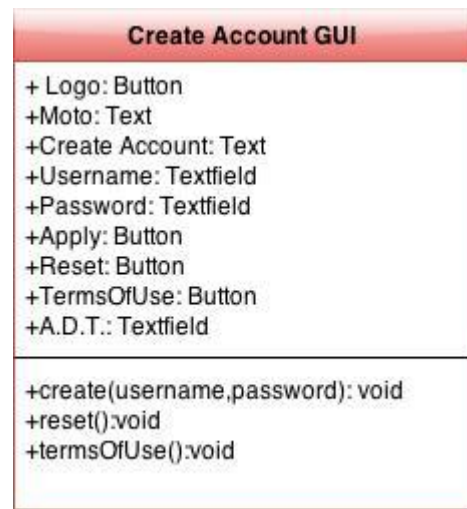 Create Account GUI
+ Logo: Button
+Moto: Text
+Create Account: Text
+Username: Textfield
+Password: Textfield
+Apply: Button
+Reset: Button
+TermsOfUse: Button
+A.D.T.: Textfield
+create(username,password): void
+reset():void
+termsOfUse():void